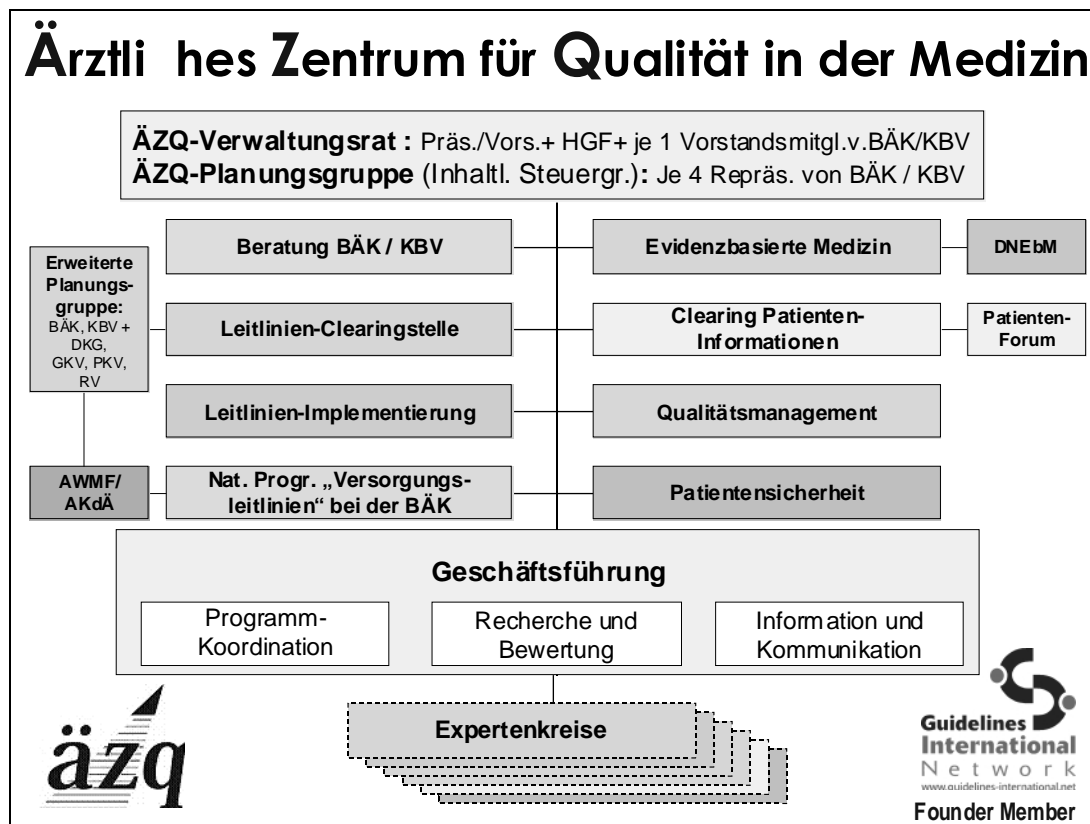 Ärztli hes Zentrum für Qualität in der Medizin
ÄZQ-Verwaltungsrat : Präs./Vors.+ HGF+ je 1 Vorstandsmitgl.v.BÄK/KBV
ÄZQ-Planungsgruppe (Inhaltl. Steuergr.): Je 4 Repräs. von BÄK / KBV
Erweiterte
Planungs-
gruppe:
BÄK, KBV +
DKG,
GKV, PKV,
RV
Beratung BÄK / KBV
Evidenzbasierte Medizin
DNEbM
Leitlinien-Clearingstelle
Clearing Patienten-
Informationen
Patienten-
Forum
Leitlinien-Implementierung
Qualitätsmanagement
AWMF/
AKdÄ
Nat. Progr. „Versorgungs-
leitlinien" bei der BÄK
Patientensicherheit
Geschäftsführung
Programm-
Koordination
Recherche und
Bewertung
Information und
Kommunikation
Expertenkreise
äzq
Guidelines
International
Network
www.guidelines-international.net
Founder Member